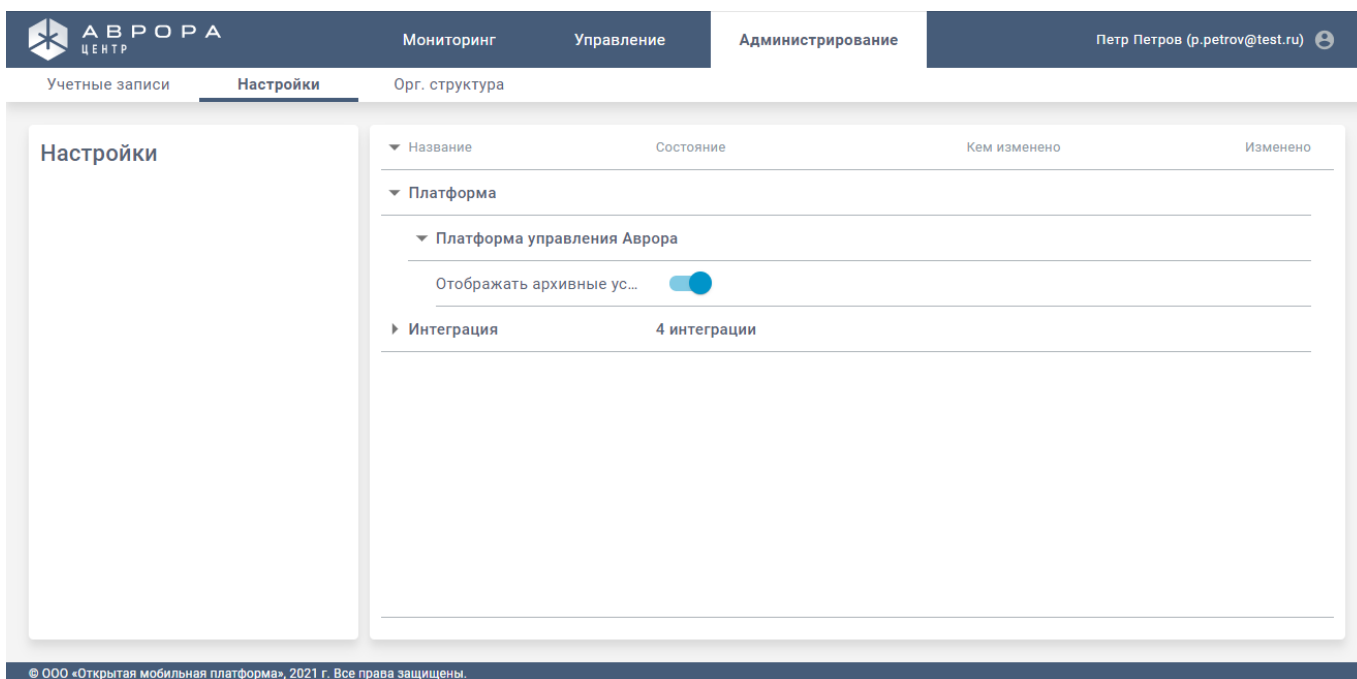 АВРОРА
ЦЕНТР
Мониторинг Управление Администрирование Петр Петров (p.petrov@test.ru)
Учетные записи Настройки Орг. структура
Настройки
Название Состояние Кем изменено Изменено
Платформа
Платформа управления Аврора
Отображать архивные ус...
Интеграция 4 интеграции
© ООО «Открытая мобильная платформа», 2021 г. Все права защищены.